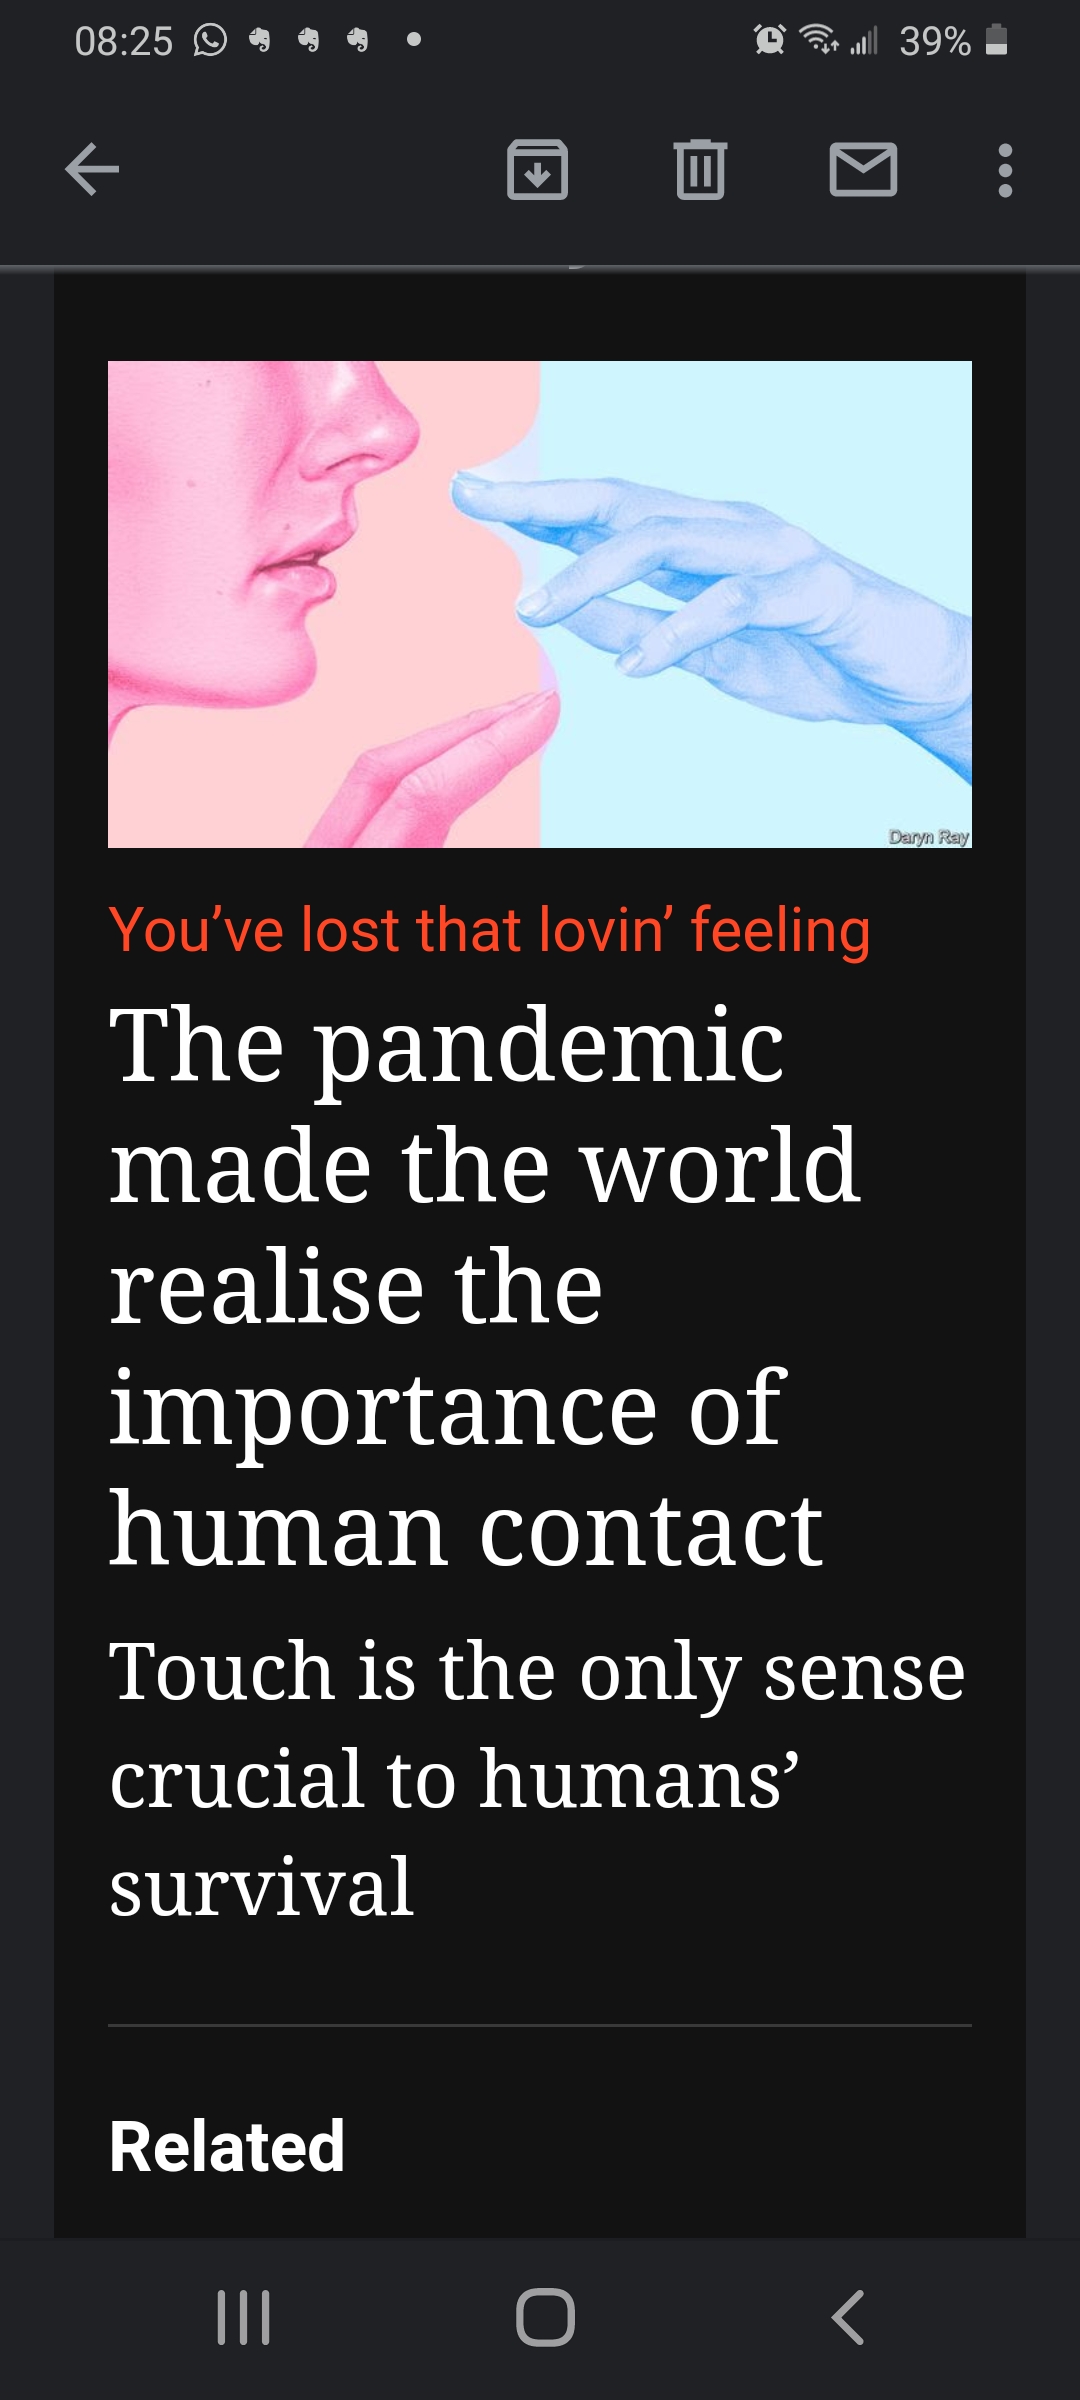 08:25
39%
Daryn Ray
You’ve lost that lovin’ feeling
The pandemic
made the world
realise the
importance of
human contact
Touch is the only sense
crucial to humans’
survival
Related